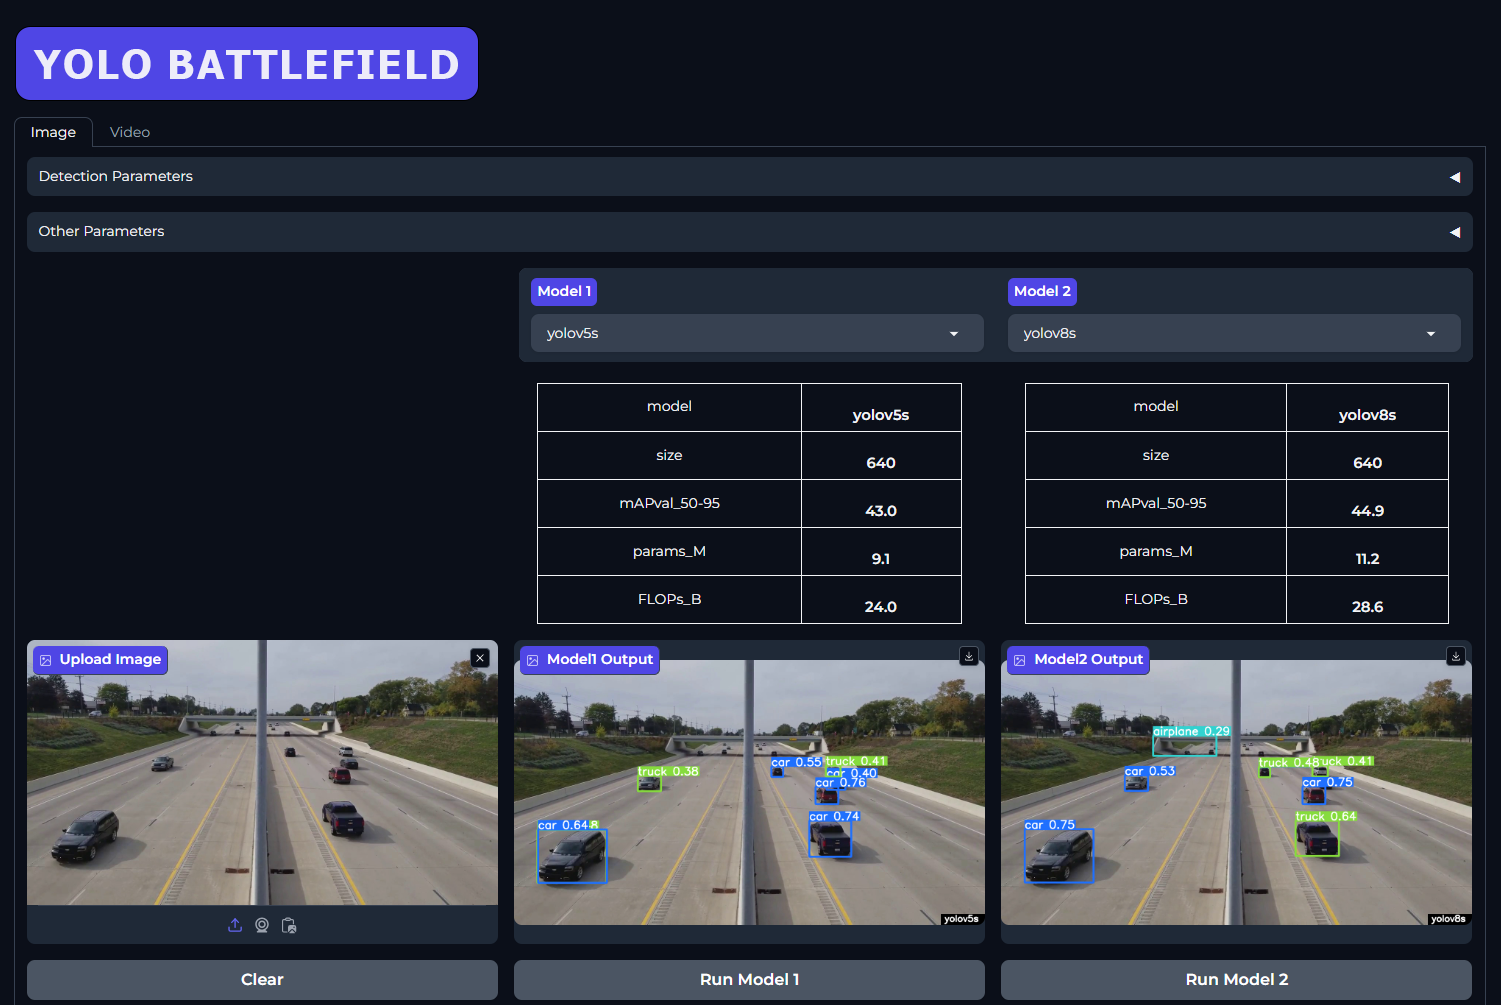 YOLO BATTLEFIELD
Image Video
Detection Parameters
Other Parameters
Model 1
yolov5s
Model 2
yolov8s
model yolov5s
size 640
mAPval_50-95 43.0
params_M 9.1
FLOPs_B 24.0
model yolov8s
size 640
mAPval_50-95 44.9
params_M 11.2
FLOPs_B 28.6
Upload Image
Model1 Output
truck 0.38
car 0.55
truck 0.41
car 0.40
car 0.76
car 0.74
car 0.64
yolov5s
Model2 Output
airplane 0.29
car 0.53
truck 0.48
truck 0.41
car 0.75
car 0.75
truck 0.64
yolov8s
Clear
Run Model 1
Run Model 2